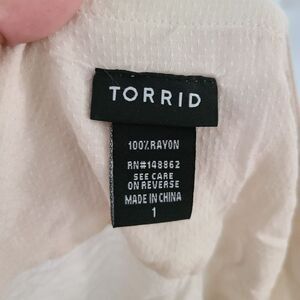 TORRID
100% RAYON
RN#148862
SEE CARE
ON REVERSE
MADE IN CHINA
1